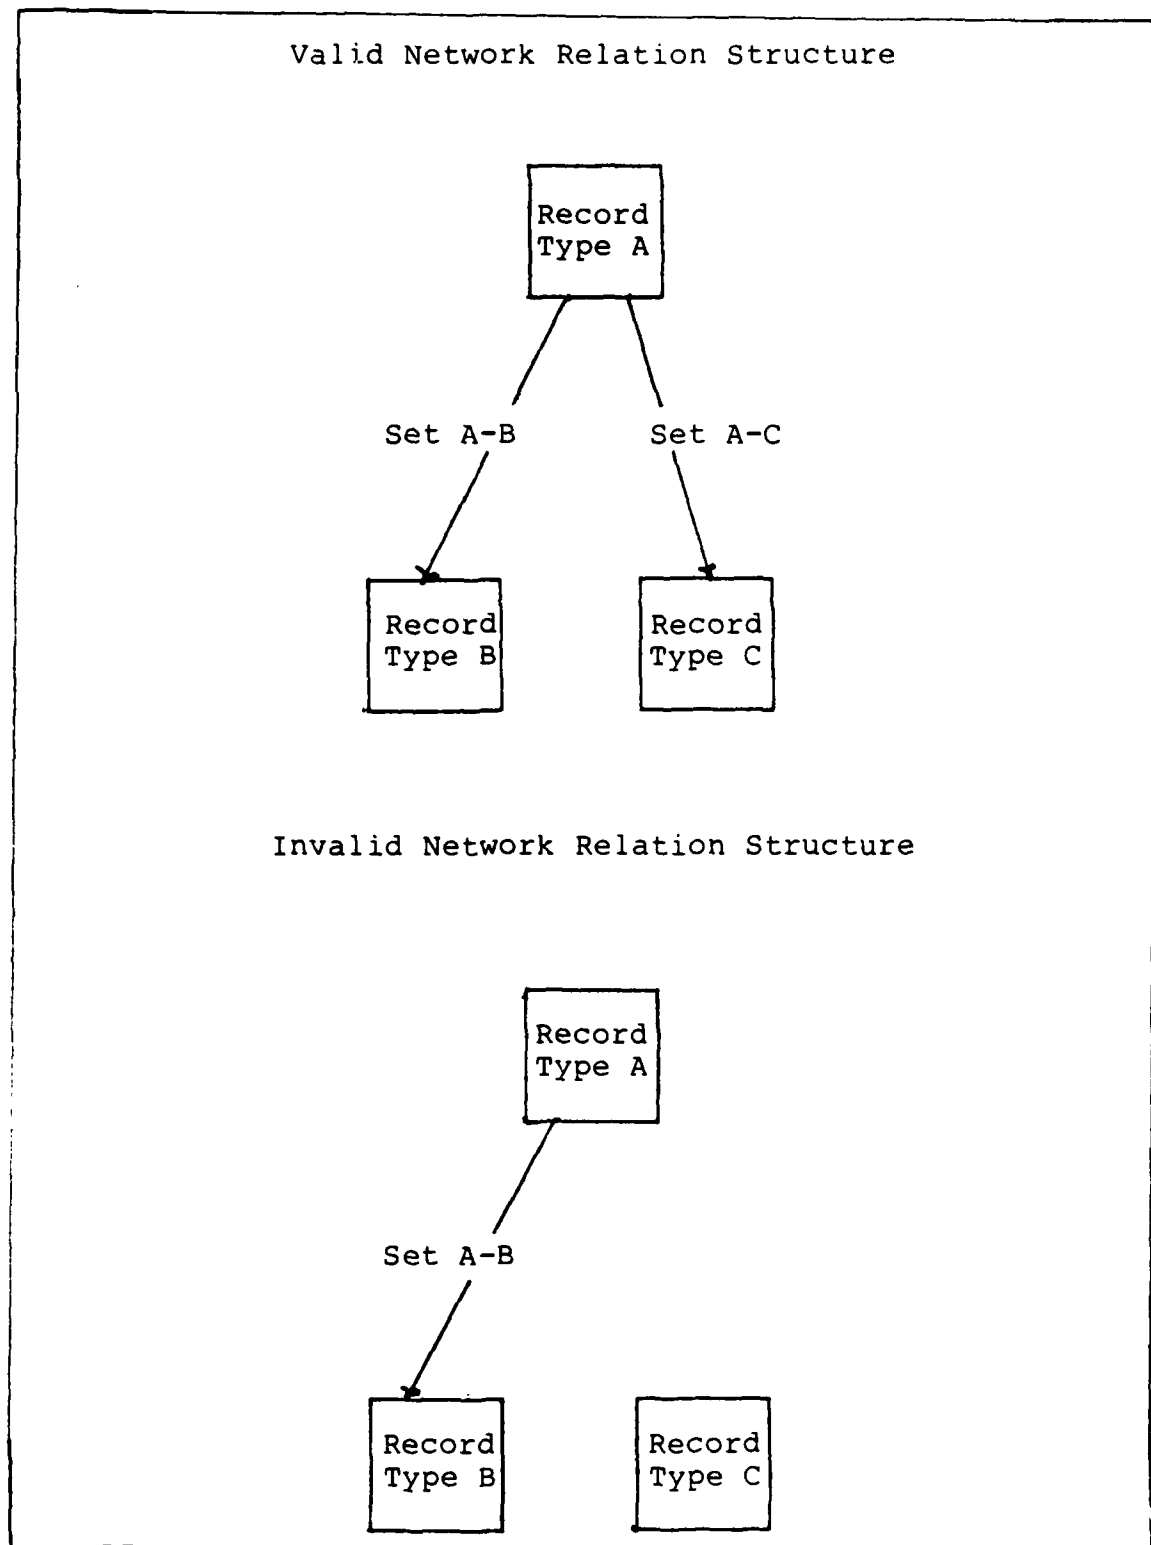 Valid Network Relation Structure
Record
Type A
Set A-B
Set A-C
Record
Type B
Record
Type C
Invalid Network Relation Structure
Record
Type A
Set A-B
Record
Type B
Record
Type C